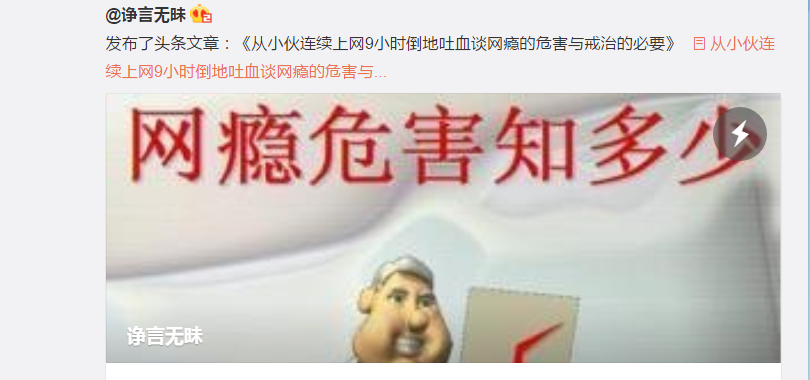 @诤言无昧
发布了头条文章：《从小伙连续上网9小时倒地吐血谈网瘾的危害与戒治的必要》 从小伙连
续上网9小时倒地吐血谈网瘾的危害与...
网瘾危害知多少
诤言无昧